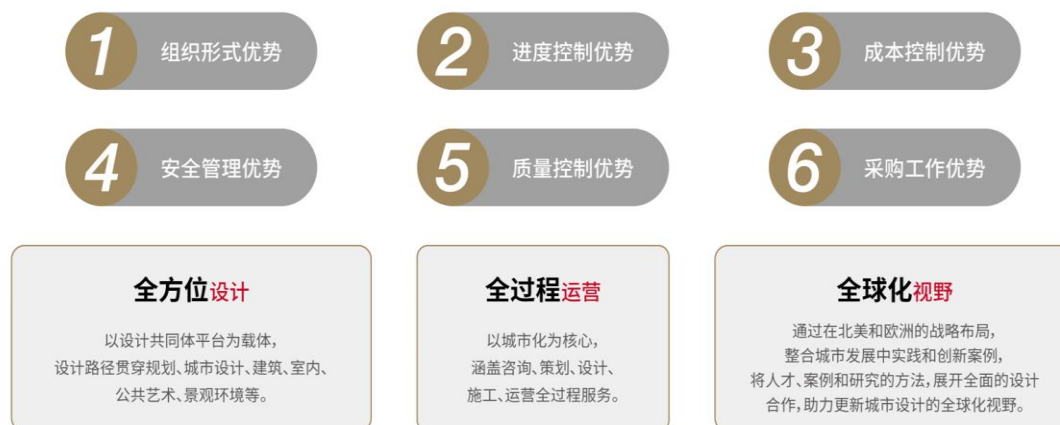 1 组织形式优势
2 进度控制优势
3 成本控制优势
4 安全管理优势
5 质量控制优势
6 采购工作优势
全方位设计
以设计共同体平台为载体，
设计路径贯穿规划、城市设计、建筑、室内、
公共艺术、景观环境等。
全过程运营
以城市化为核心，
涵盖咨询、策划、设计、
施工、运营全过程服务。
全球化视野
通过在北美和欧洲的战略布局，
整合城市发展中实践和创新案例，
将人才、案例和研究的方法，展开全面的设计
合作，助力更新城市设计的全球化视野。